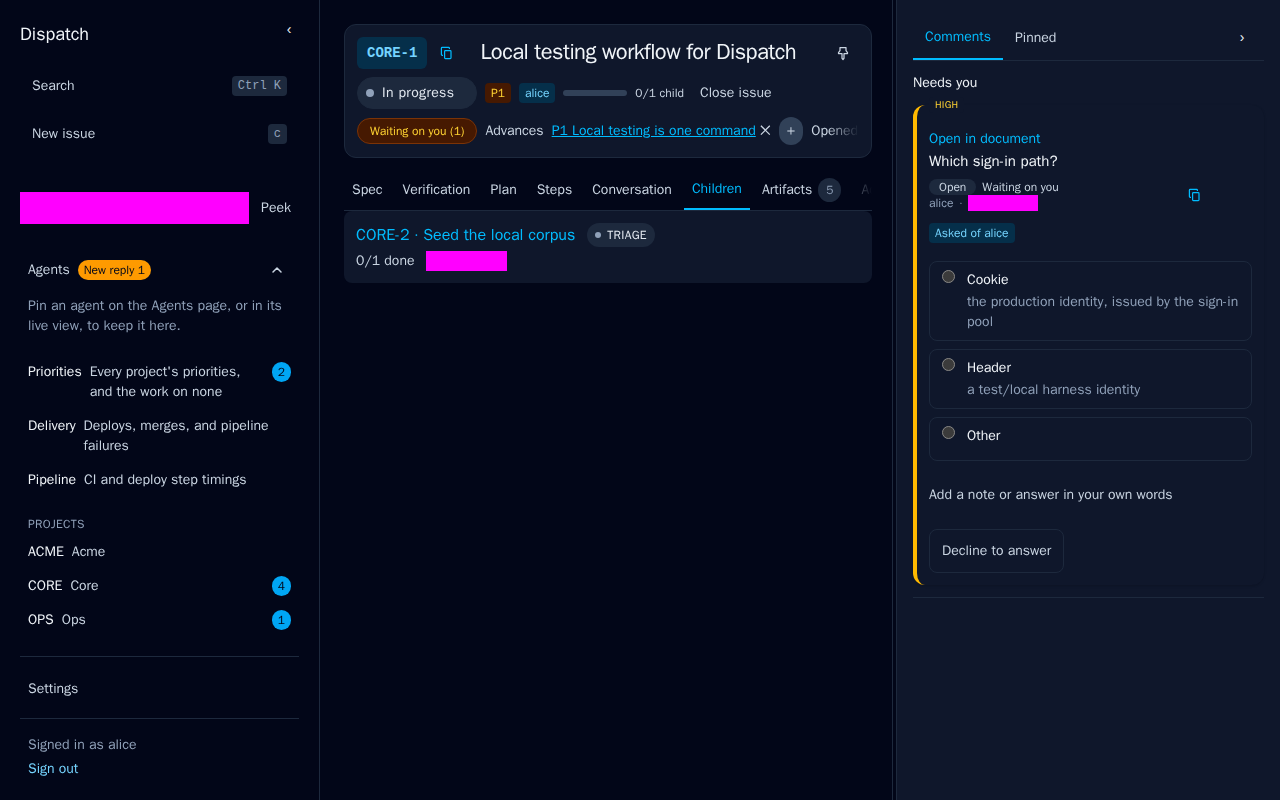 Dispatch
Search
Ctrl K
New issue
c
Peek
Agents
New reply 1
Pin an agent on the Agents page, or in its
live view, to keep it here.
Priorities
Every project's priorities,
and the work on none
2
Delivery
Deploys, merges, and pipeline
failures
Pipeline
CI and deploy step timings
PROJECTS
ACME Acme
CORE Core
4
OPS Ops
1
Settings
Signed in as alice
Sign out
CORE-1
Local testing workflow for Dispatch
In progress
P1
alice
0/1 child
Close issue
Waiting on you (1)
Advances
P1 Local testing is one command
+
Opened
Spec
Verification
Plan
Steps
Conversation
Children
Artifacts
5
CORE-2 · Seed the local corpus
TRIAGE
0/1 done
Comments
Pinned
Needs you
HIGH
Open in document
Which sign-in path?
Open
Waiting on you
alice ·
Asked of alice
Cookie
the production identity, issued by the sign-in
pool
Header
a test/local harness identity
Other
Add a note or answer in your own words
Decline to answer